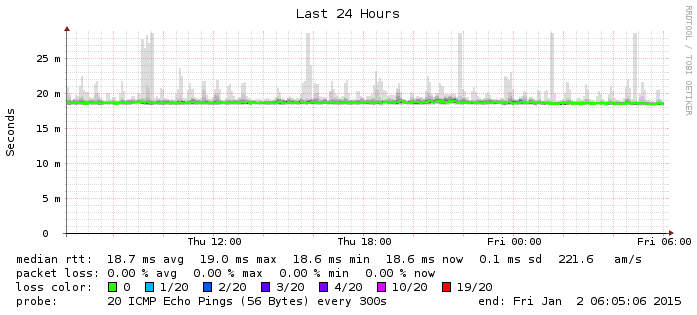 Last 24 Hours
RRDTOOL / TOBI OETIKER
Seconds
25 m
20 m
15 m
10 m
5 m
0
Thu 12:00 Thu 18:00 Fri 00:00 Fri 06:00
median rtt: 18.7 ms avg 19.0 ms max 18.6 ms min 18.6 ms now 0.1 ms sd 221.6 am/s
packet loss: 0.00 % avg 0.00 % max 0.00 % min 0.00 % now
loss color: 0 1/20 2/20 3/20 4/20 10/20 19/20
probe: 20 ICMP Echo Pings (56 Bytes) every 300s end: Fri Jan 2 06:05:06 2015